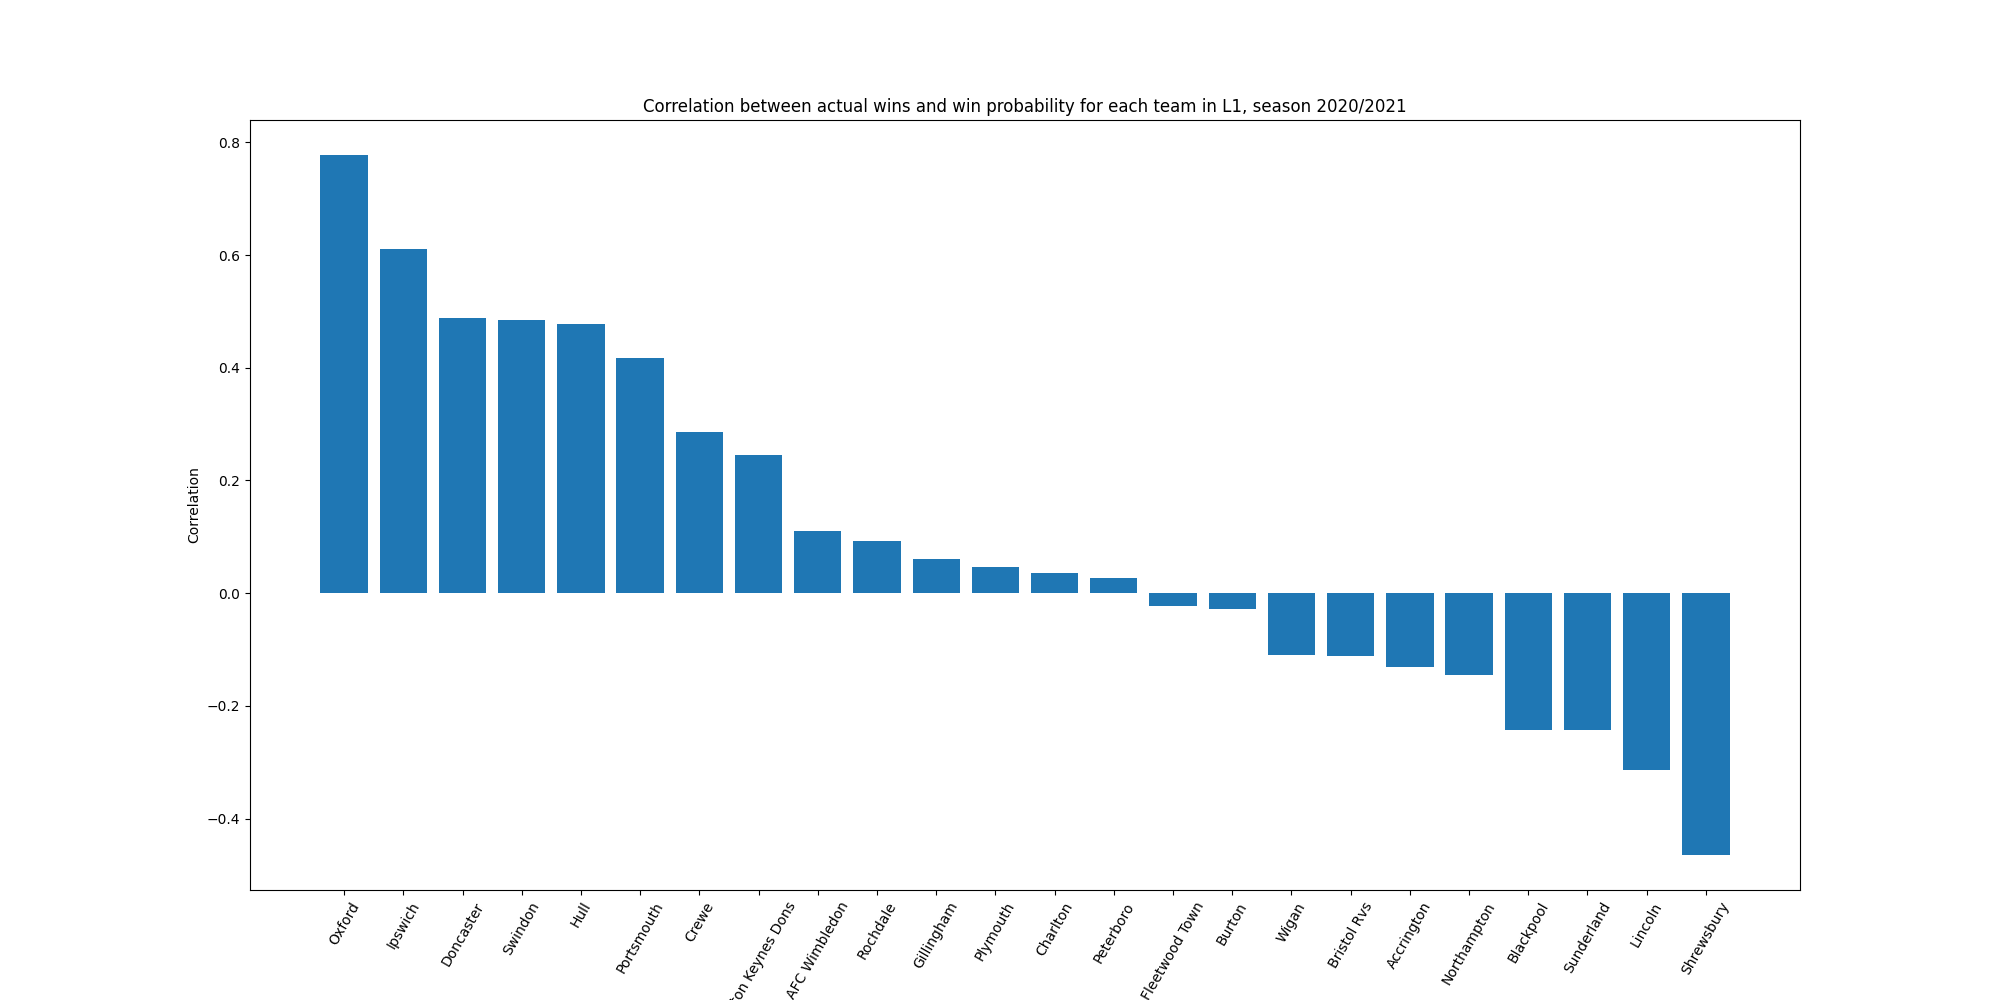 Correlation between actual wins and win probability for each team in L1, season 2020/2021
Correlation
0.8
0.6
0.4
0.2
0.0
−0.2
−0.4
Oxford
Ipswich
Doncaster
Swindon
Hull
Portsmouth
Crewe
Keynes Dons
AFC Wimbledon
Rochdale
Gillingham
Plymouth
Charlton
Peterboro
Fleetwood Town
Burton
Wigan
Bristol Rvs
Accrington
Northampton
Blackpool
Sunderland
Lincoln
Shrewsbury